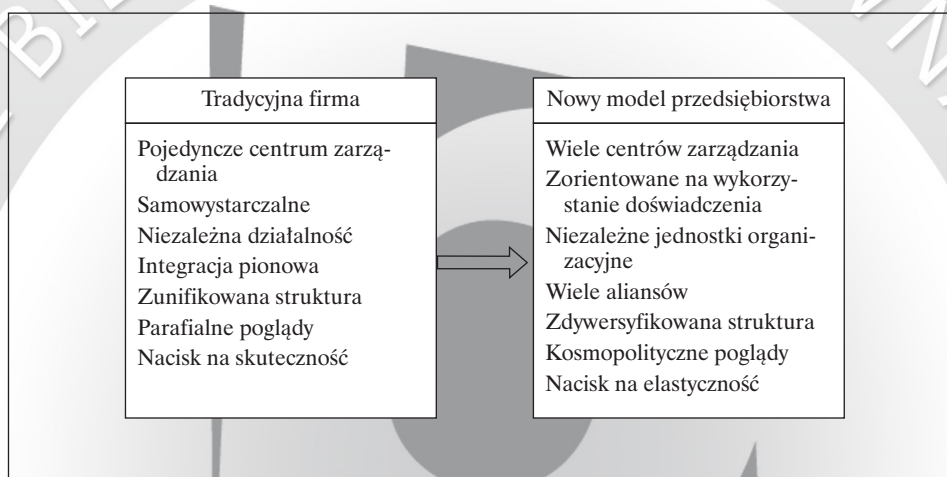 Tradycyjna firma
Pojedyncze centrum zarzą-
dzania
Samowystarczalne
Niezależna działalność
Integracja pionowa
Zunifikowana struktura
Parafialne poglądy
Nacisk na skuteczność
Nowy model przedsiębiorstwa
Wiele centrów zarządzania
Zorientowane na wykorzy-
stanie doświadczenia
Niezależne jednostki organi-
zacyjne
Wiele aliansów
Zdywersyfikowana struktura
Kosmopolityczne poglądy
Nacisk na elastyczność